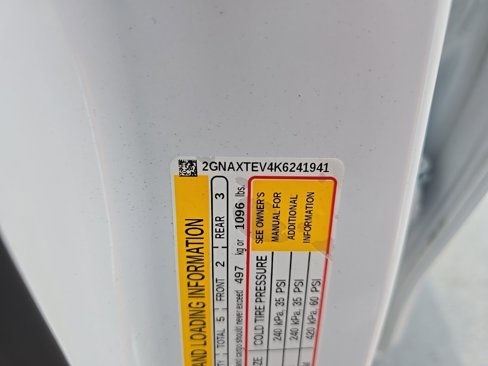 2GNAXTEV4K6241941
AND LOADING INFORMATION
TOTAL 5 FRONT 2 REAR 3
cargo should never exceed 497 kg or 1096 lbs.
COLD TIRE PRESSURE
240 kPa, 35 PSI
240 kPa, 35 PSI
420 kPa, 60 PSI
SEE OWNER'S
MANUAL FOR
ADDITIONAL
INFORMATION